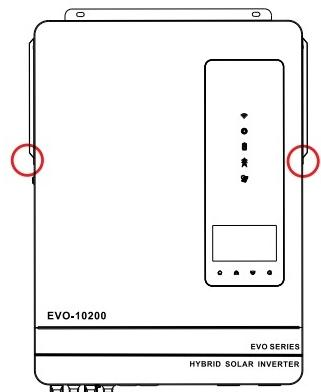 EVO-10200
EVO SERIES
HYBRID SOLAR INVERTER